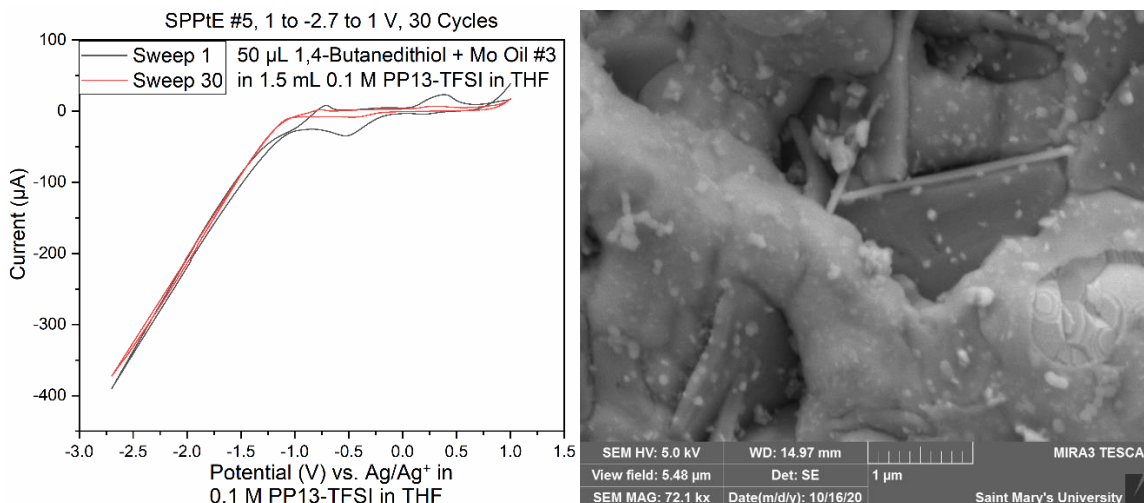 SPPtE #5, 1 to -2.7 to 1 V, 30 Cycles
100
0
-100
-200
-300
-400
Current (µA)
Sweep 1
Sweep 30
50 µL 1,4-Butanedithiol + Mo Oil #3
in 1.5 mL 0.1 M PP13-TFSI in THF
-3.0 -2.5 -2.0 -1.5 -1.0 -0.5 0.0 0.5 1.0 1.5
Potential (V) vs. Ag/Ag⁺ in
0.1 M PP13-TFSI in THF
SEM HV: 5.0 kV WD: 14.97 mm MIRA3 TESCA
View field: 5.48 µm Det: SE 1 µm
SEM MAG: 72.1 kx Date(m/d/y): 10/16/20 Saint Mary's University